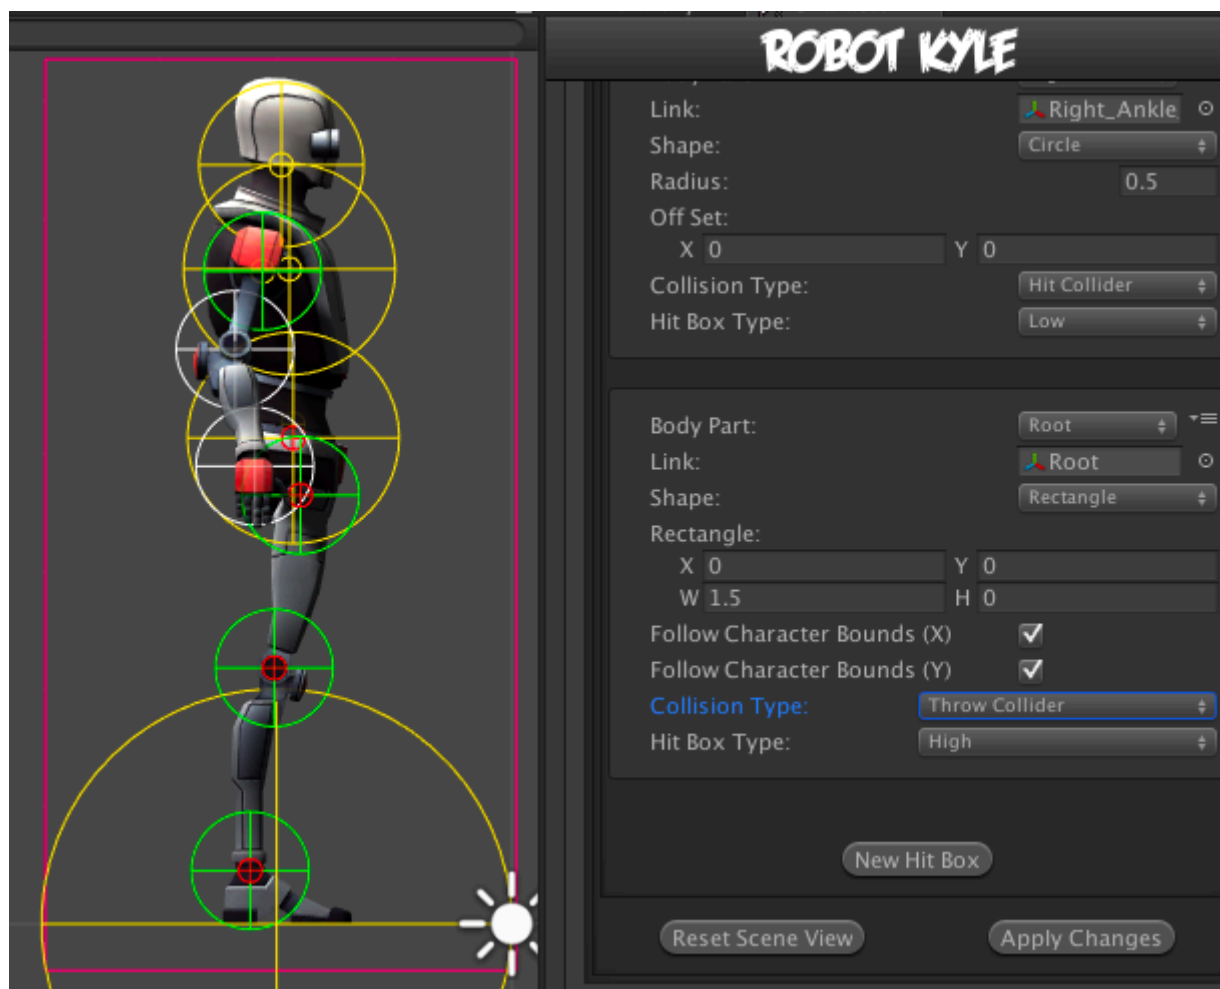 ROBOT KYLE
Link: Right_Ankle
Shape: Circle
Radius: 0.5
Off Set:
X 0 Y 0
Collision Type: Hit Collider
Hit Box Type: Low
Body Part: Root
Link: Root
Shape: Rectangle
Rectangle:
X 0 Y 0
W 1.5 H 0
Follow Character Bounds (X)
Follow Character Bounds (Y)
Collision Type: Throw Collider
Hit Box Type: High
New Hit Box
Reset Scene View Apply Changes